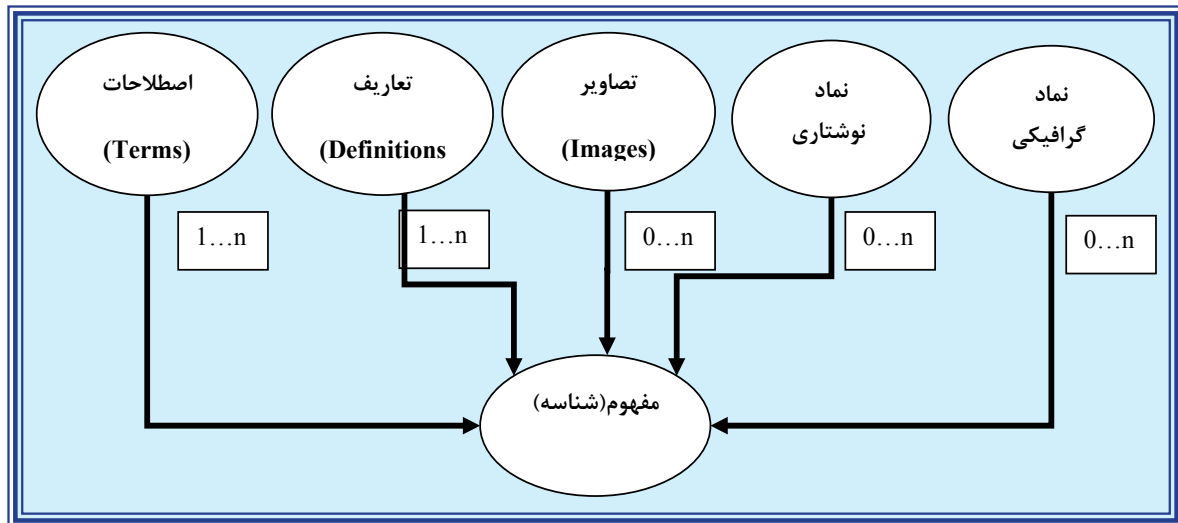 اصطلاحات
(Terms)
تعاریف
(Definitions
تصاویر
(Images)
نماد
نوشتاری
نماد
گرافیکی
1…n
1…n
0…n
0…n
0…n
مفهوم(شناسه)